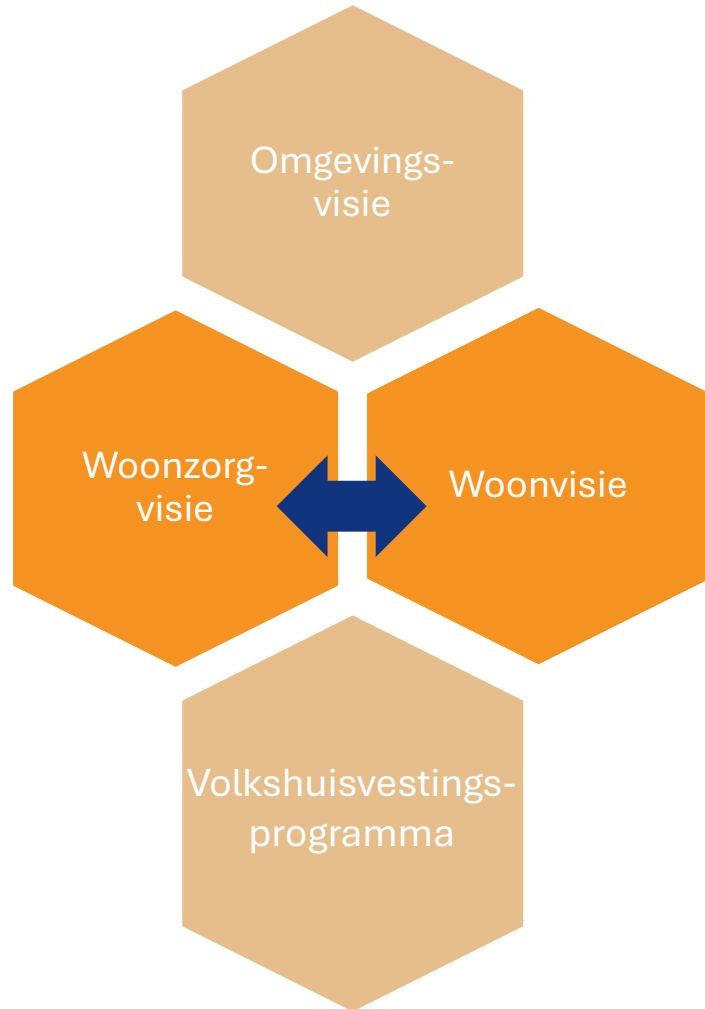 Omgevings-
visie
Woonzorg-
visie
Woonvisie
Volkshuisvestings-
programma